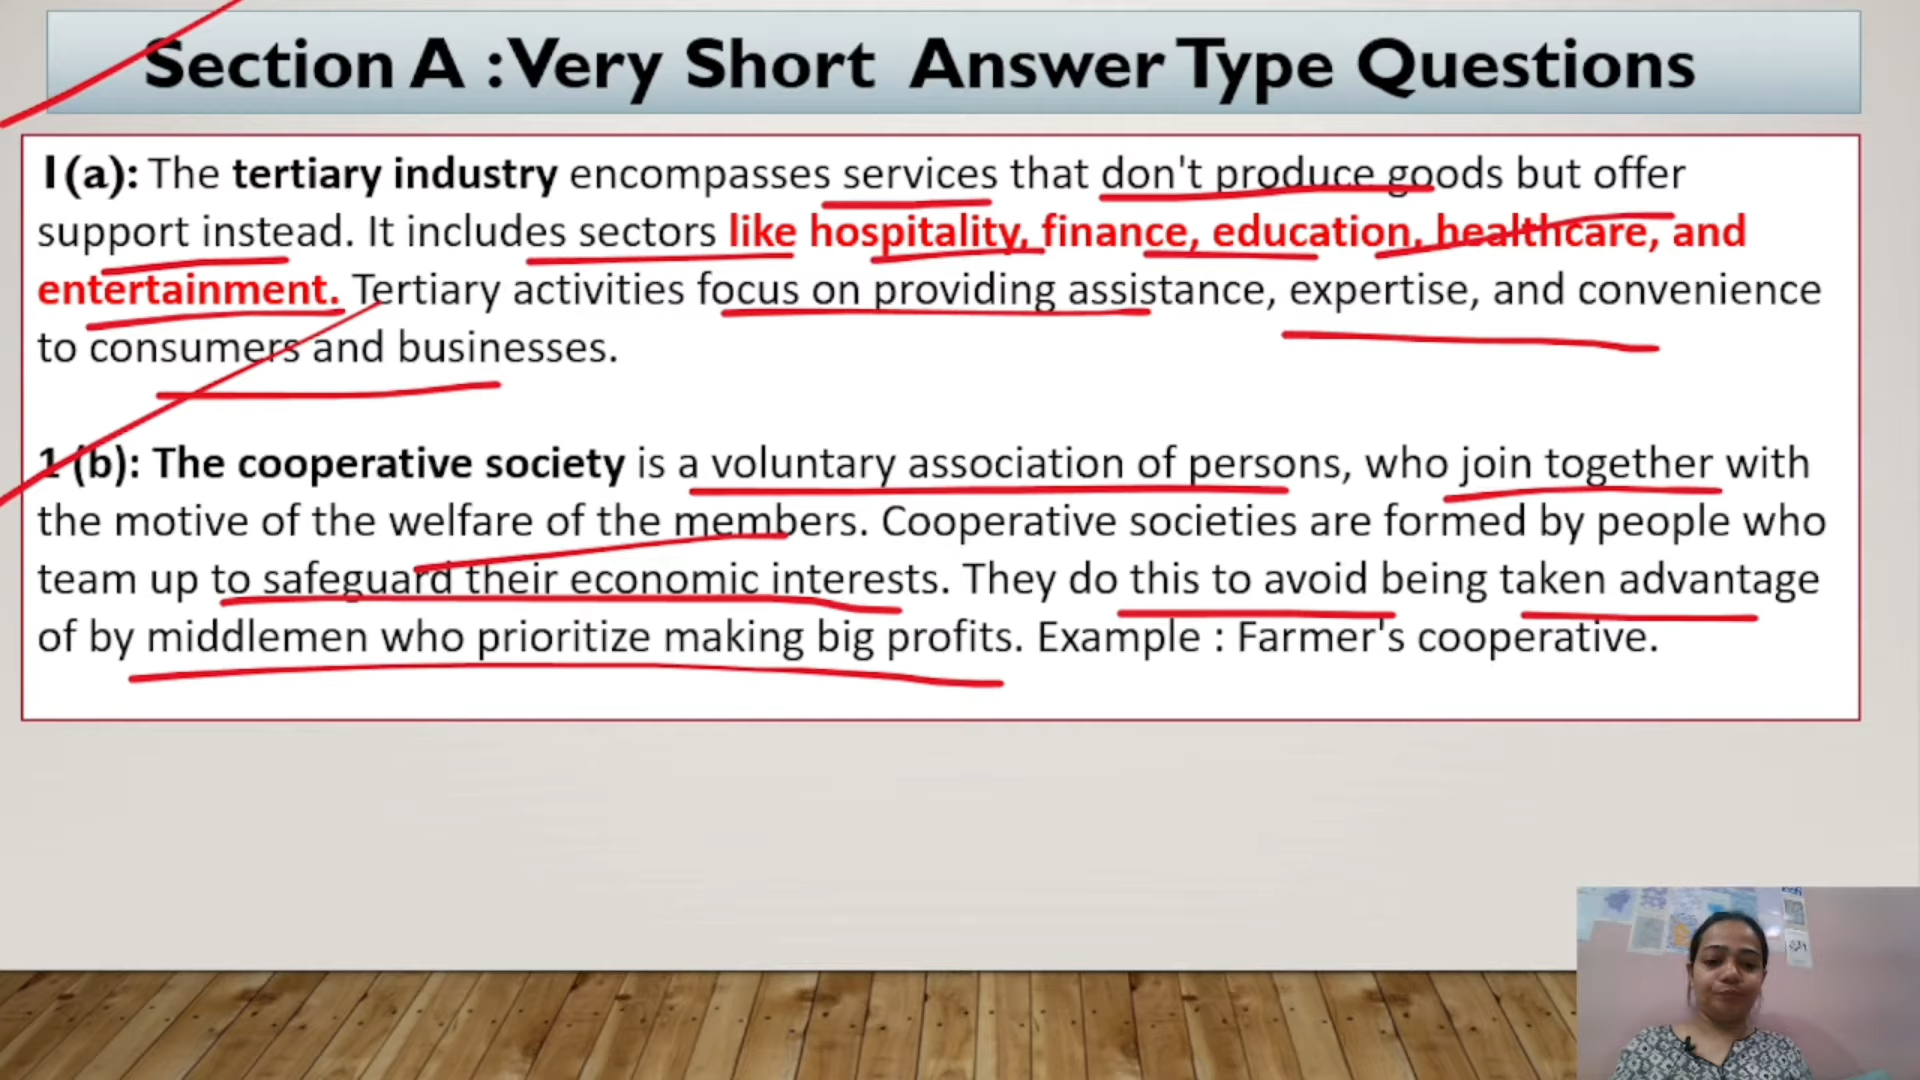 Section A : Very Short Answer Type Questions
1(a): The tertiary industry encompasses services that don't produce goods but offer
support instead. It includes sectors like hospitality, finance, education, healthcare, and
entertainment. Tertiary activities focus on providing assistance, expertise, and convenience
to consumers and businesses.
1 (b): The cooperative society is a voluntary association of persons, who join together with
the motive of the welfare of the members. Cooperative societies are formed by people who
team up to safeguard their economic interests. They do this to avoid being taken advantage
of by middlemen who prioritize making big profits. Example : Farmer's cooperative.